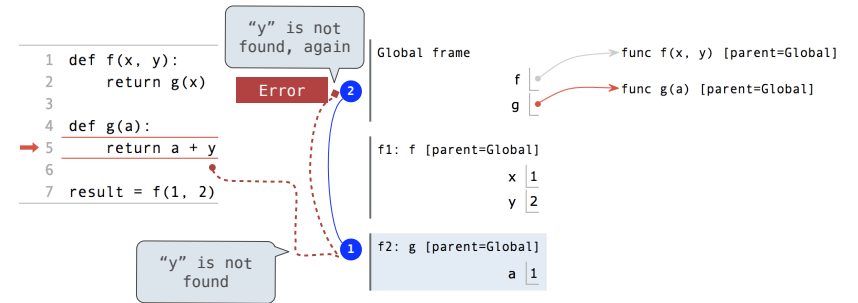 “y” is not
found, again
Error
1 def f(x, y):
2     return g(x)
3
4 def g(a):
5     return a + y
6
7 result = f(1, 2)
“y” is not
found
2
1
Global frame
f
g
func f(x, y) [parent=Global]
func g(a) [parent=Global]
f1: f [parent=Global]
x 1
y 2
f2: g [parent=Global]
a 1